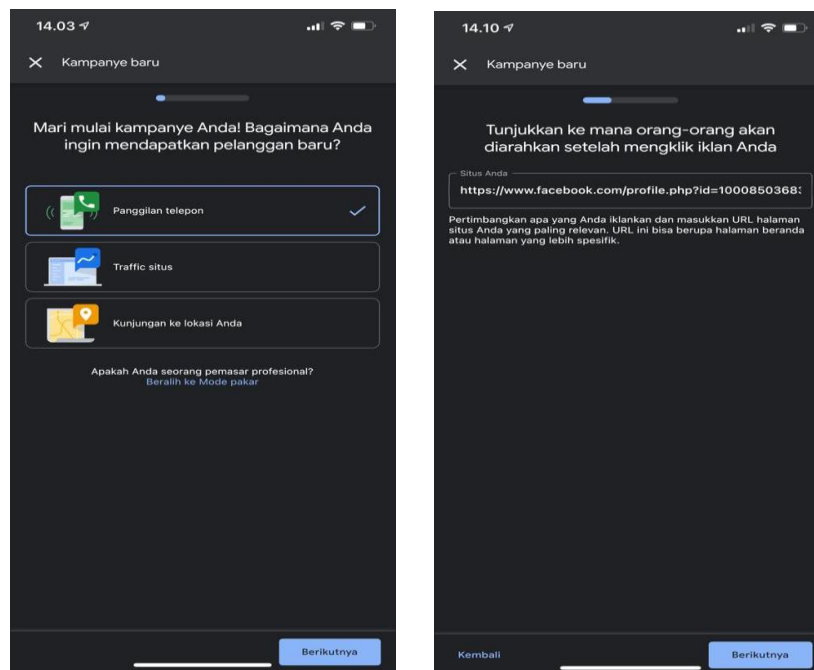 14.03
Kampanye baru
Mari mulai kampanye Anda! Bagaimana Anda
ingin mendapatkan pelanggan baru?
Panggilan telepon
Traffic situs
Kunjungan ke lokasi Anda
Apakah Anda seorang pemasar profesional?
Beralih ke Mode pakar
Berikutnya
14.10
Kampanye baru
Tunjukkan ke mana orang-orang akan
diarahkan setelah mengklik iklan Anda
Situs Anda
https://www.facebook.com/profile.php?id=1000850368
Pertimbangkan apa yang Anda iklankan dan masukkan URL halaman
situs Anda yang paling relevan. URL ini bisa berupa halaman beranda
atau halaman yang lebih spesifik.
Kembali
Berikutnya